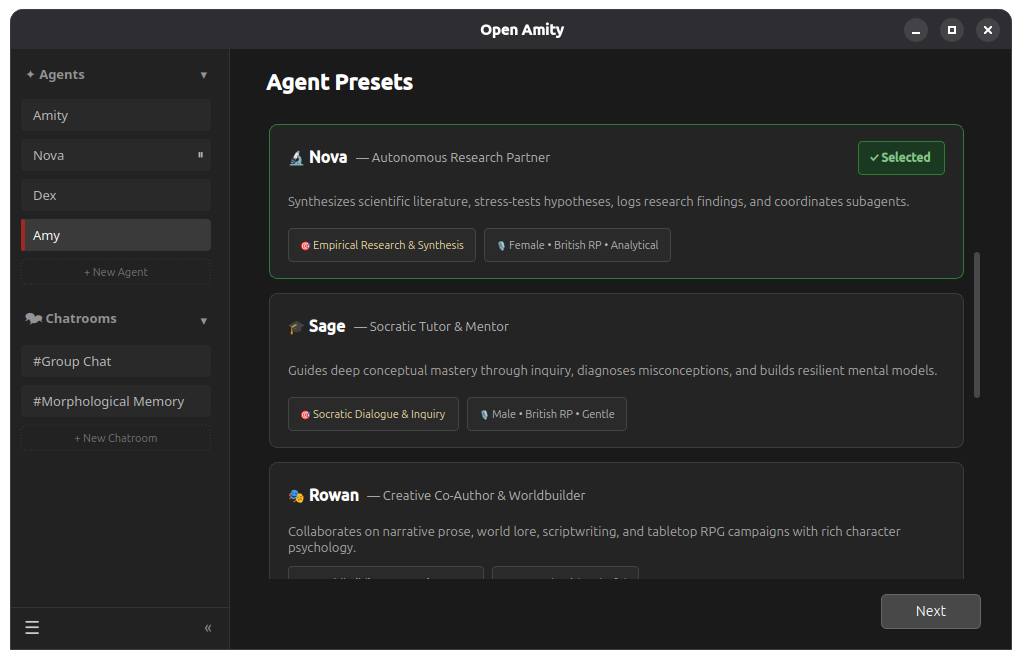 Open Amity
Agents
Amity
Nova
Dex
Amy
+ New Agent
Chatrooms
#Group Chat
#Morphological Memory
+ New Chatroom
«
Agent Presets
Nova — Autonomous Research Partner
✓ Selected
Synthesizes scientific literature, stress-tests hypotheses, logs research findings, and coordinates subagents.
Empirical Research & Synthesis
Female • British RP • Analytical
Sage — Socratic Tutor & Mentor
Guides deep conceptual mastery through inquiry, diagnoses misconceptions, and builds resilient mental models.
Socratic Dialogue & Inquiry
Male • British RP • Gentle
Rowan — Creative Co-Author & Worldbuilder
Collaborates on narrative prose, world lore, scriptwriting, and tabletop RPG campaigns with rich character
psychology.
Next